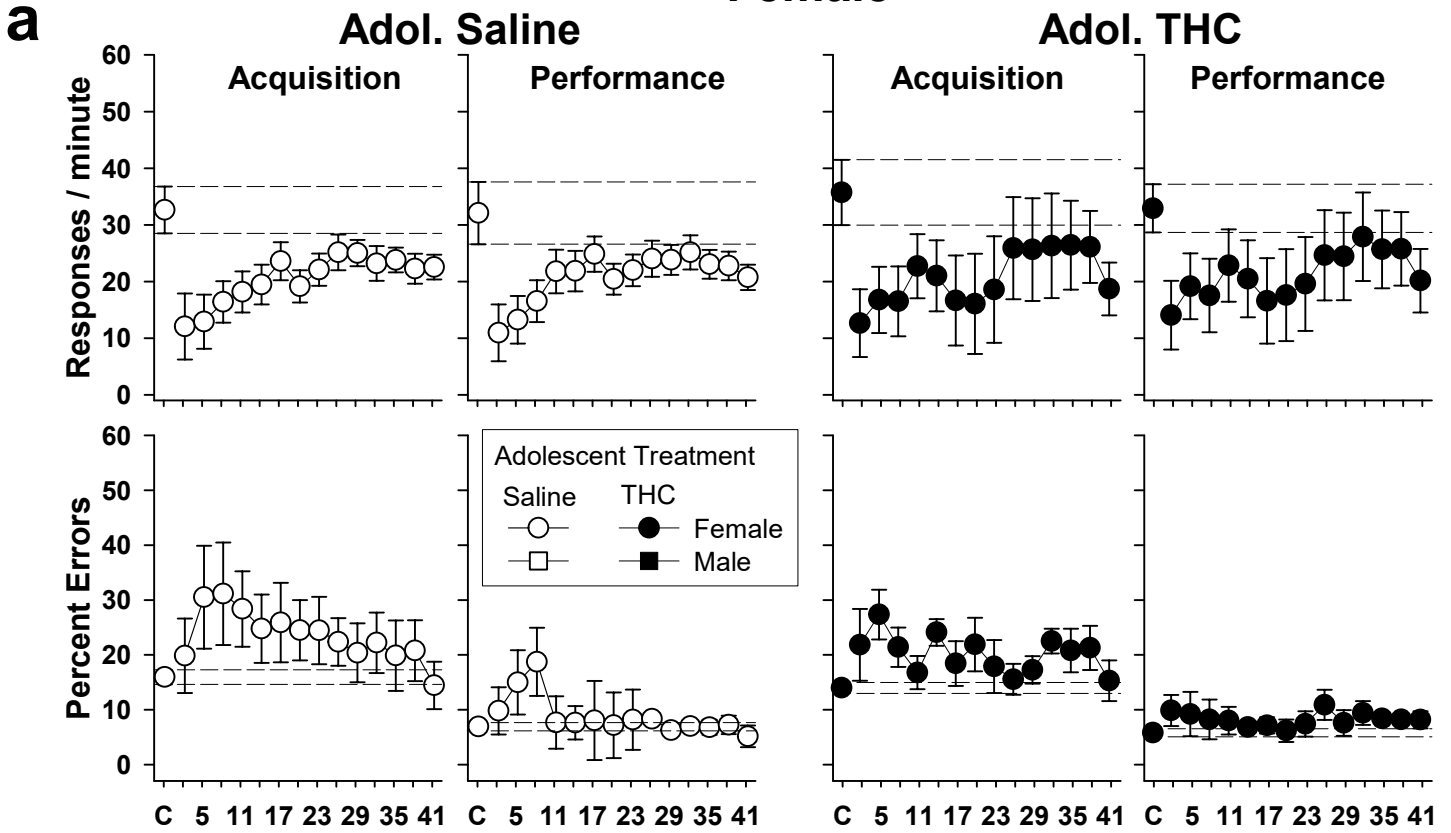 a
Female
Adol. Saline
Adol. THC
Acquisition
Performance
Acquisition
Performance
Responses / minute
60
50
40
30
20
10
0
Percent Errors
60
50
40
30
20
10
0
Adolescent Treatment
Saline THC
Female
Male
C 5 11 17 23 29 35 41
C 5 11 17 23 29 35 41
C 5 11 17 23 29 35 41
C 5 11 17 23 29 35 41